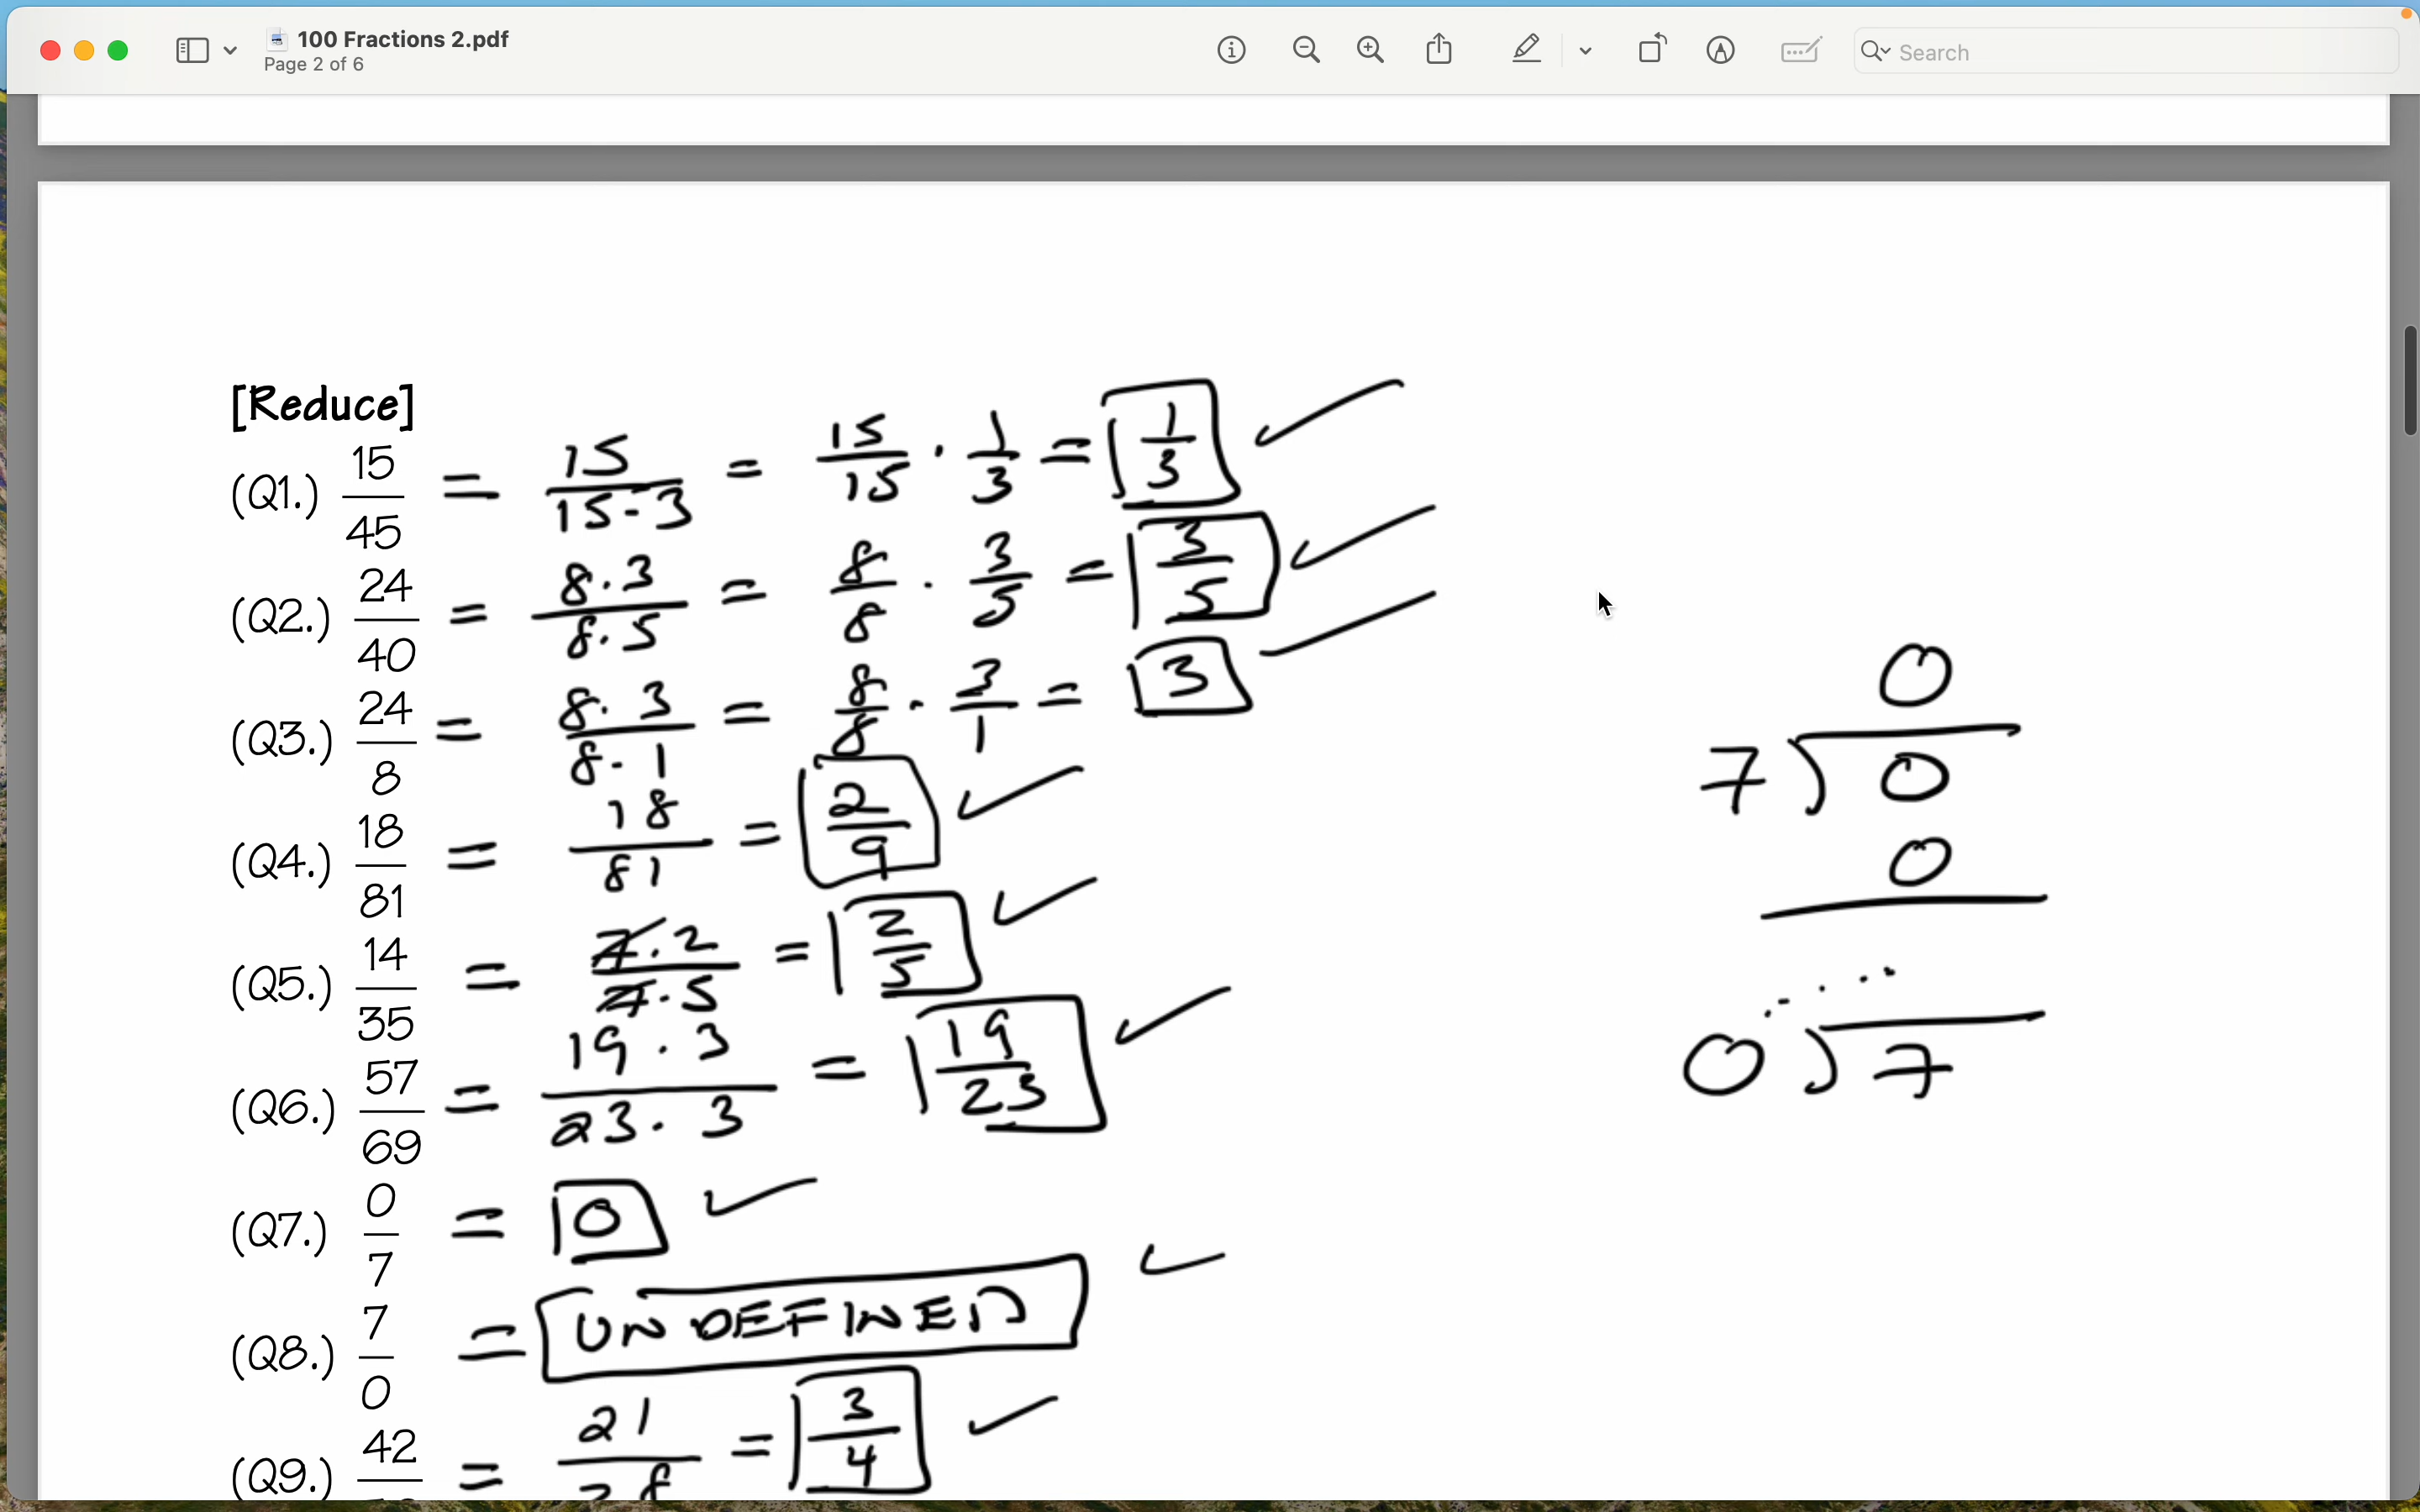 100 Fractions 2.pdf
Page 2 of 6
Search
[Reduce]
(Q1.) 15/45 = 15/15·3 = 15/15 · 1/3 = 1/3 ✓
(Q2.) 24/40 = 8·3/8·5 = 8/8 · 3/5 = 3/5 ✓
(Q3.) 24/8 = 8·3/8·1 = 8/8 · 3/1 = 3 ✓
(Q4.) 18/81 = 18/81 = 2/9 ✓
(Q5.) 14/35 = 7·2/7·5 = 2/5 ✓
(Q6.) 57/69 = 19·3/23·3 = 19/23 ✓
(Q7.) 0/7 = 0 ✓
(Q8.) 7/0 = UNDEFINED ✓
(Q9.) 42/ = 21/28 = 3/4 ✓
0
7 ) 0
0
0 ) 7